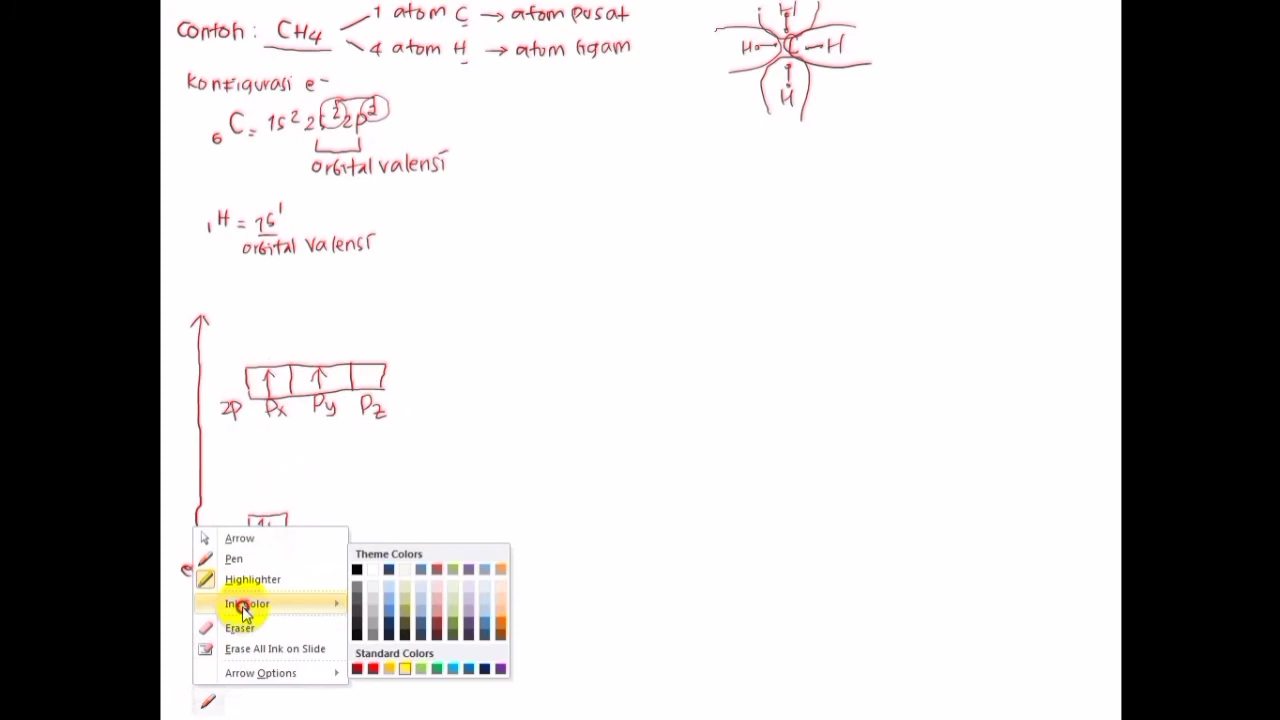 Contoh : CH4
1 atom C → atom pusat
4 atom H → atom ligam
H
H C H
H
Konfigurasi e-
6 C = 1s2 2s2 2p2
orbital valensi
1 H = 1s1
orbital valensi
2p Px Py Pz
Arrow
Pen
Highlighter
Ink Color
Eraser
Erase All Ink on Slide
Arrow Options
Theme Colors
Standard Colors